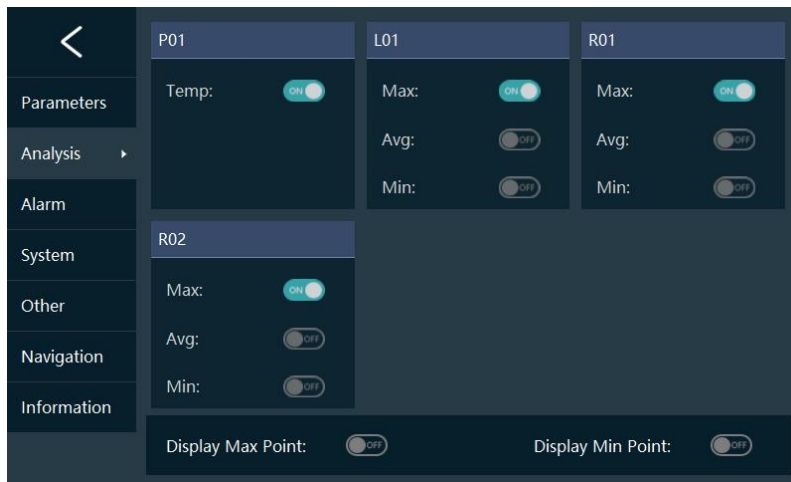 Parameters
Analysis
Alarm
System
Other
Navigation
Information
P01
Temp: ON
L01
Max: ON
Avg: OFF
Min: OFF
R01
Max: ON
Avg: OFF
Min: OFF
R02
Max: ON
Avg: OFF
Min: OFF
Display Max Point: OFF
Display Min Point: OFF